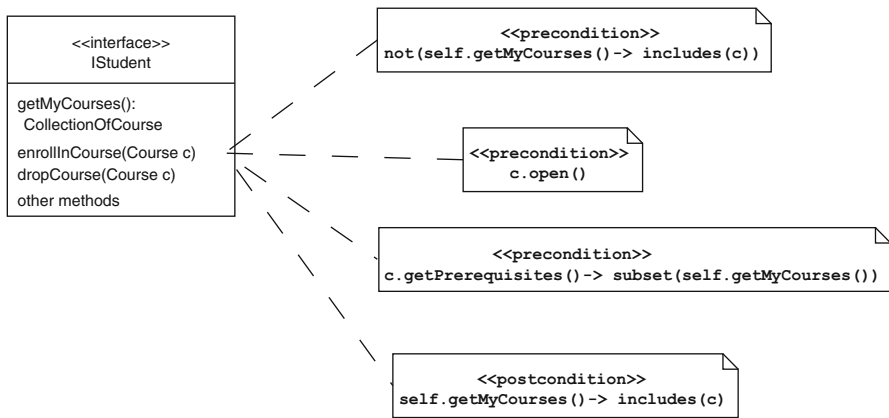 <<interface>>
IStudent
getMyCourses():
CollectionOfCourse
enrollInCourse(Course c)
dropCourse(Course c)
other methods
<<precondition>>
not(self.getMyCourses()-> includes(c))
<<precondition>>
c.open()
<<precondition>>
c.getPrerequisites()-> subset(self.getMyCourses())
<<postcondition>>
self.getMyCourses()-> includes(c)